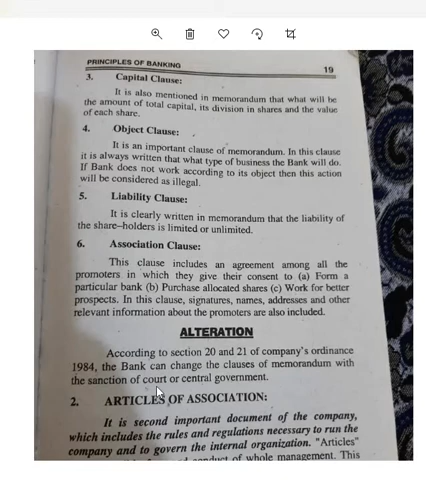 PRINCIPLES OF BANKING 19
3. Capital Clause:
It is also mentioned in memorandum that what will be
the amount of total capital, its division in shares and the value
of each share.
4. Object Clause:
It is an important clause of memorandum. In this clause
it is always written that what type of business the Bank will do.
If Bank does not work according to its object then this action
will be considered as illegal.
5. Liability Clause:
It is clearly written in memorandum that the liability of
the share-holders is limited or unlimited.
6. Association Clause:
This clause includes an agreement among all the
promoters in which they give their consent to (a) Form a
particular bank (b) Purchase allocated shares (c) Work for better
prospects. In this clause, signatures, names, addresses and other
relevant information about the promoters are also included.
ALTERATION
According to section 20 and 21 of company's ordinance
1984, the Bank can change the clauses of memorandum with
the sanction of court or central government.
2. ARTICLES OF ASSOCIATION:
It is second important document of the company,
which includes the rules and regulations necessary to run the
company and to govern the internal organization. "Articles"
conduct of whole management. This